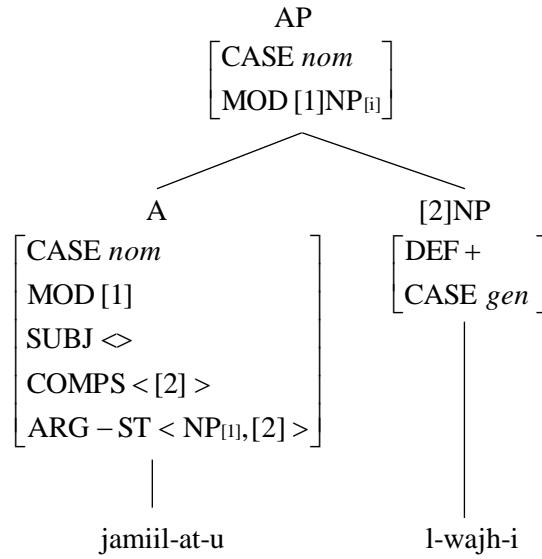 AP
CASE nom
MOD [1]NP[i]
A [2]NP
CASE nom DEF +
MOD [1] CASE gen
SUBJ <>
COMPS < [2] >
ARG – ST < NP[1], [2] >
jamiil-at-u l-wajh-i